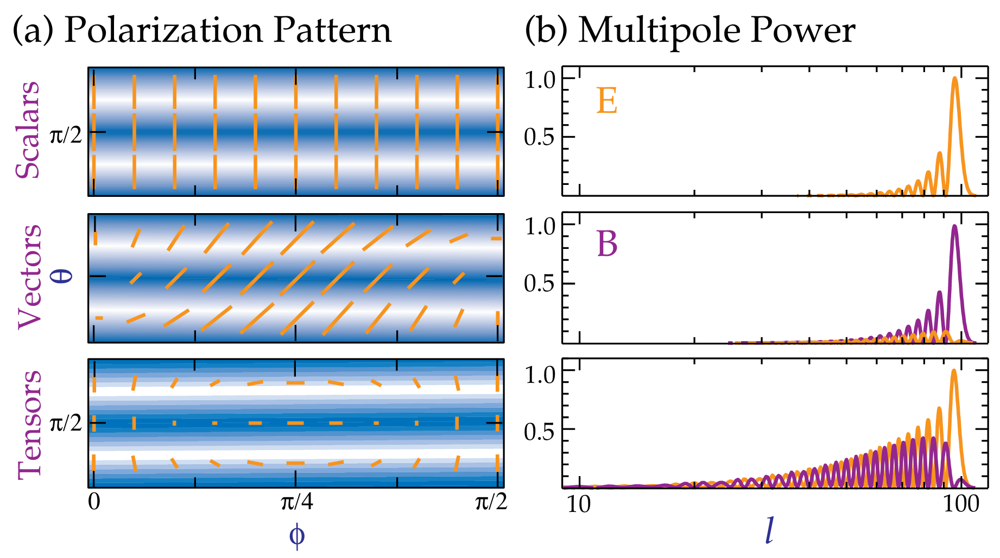 (a) Polarization Pattern
(b) Multipole Power
Scalars
π/2
1.0
0.5
E
Vectors
θ
1.0
0.5
B
Tensors
π/2
0
π/4
π/2
ϕ
1.0
0.5
10
100
l